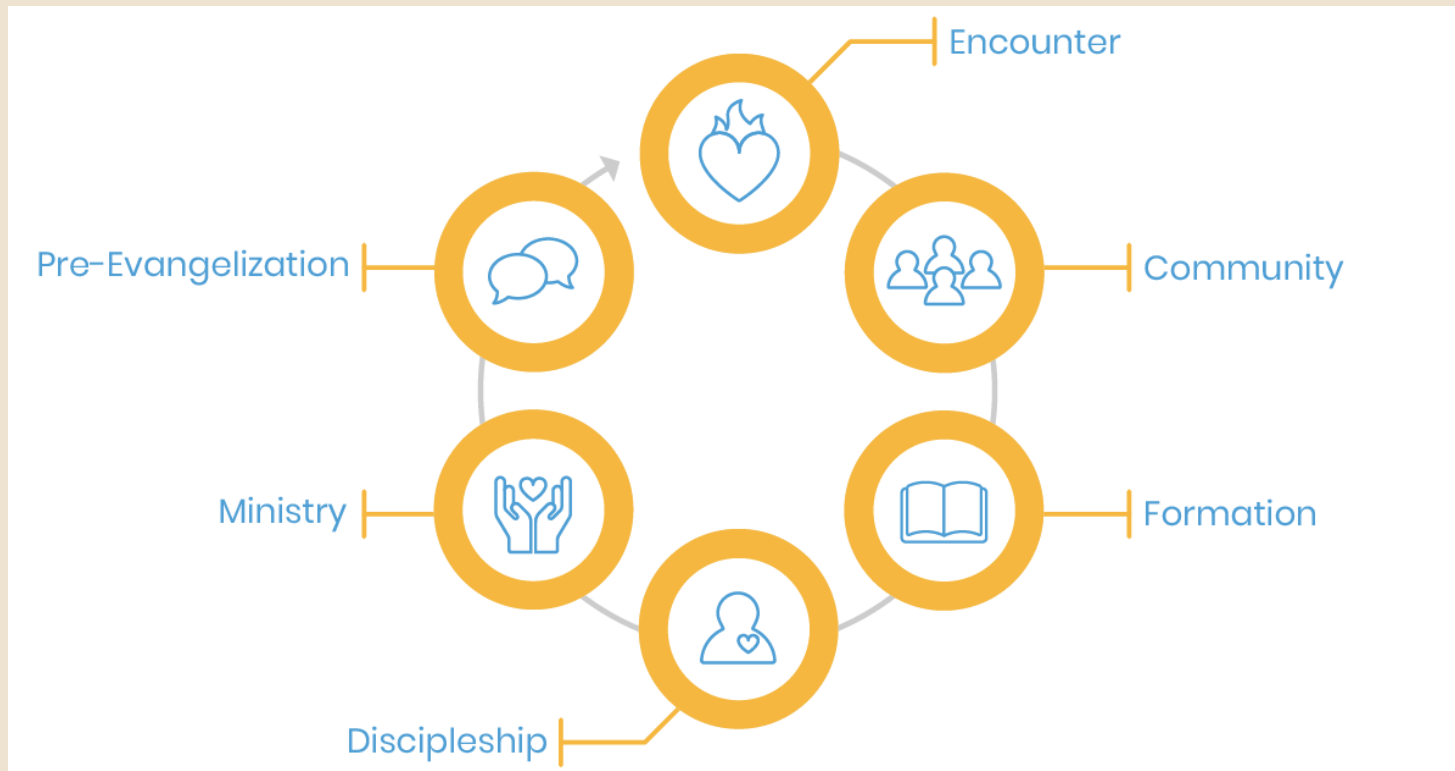 Encounter
Pre-Evangelization
Community
Ministry
Formation
Discipleship